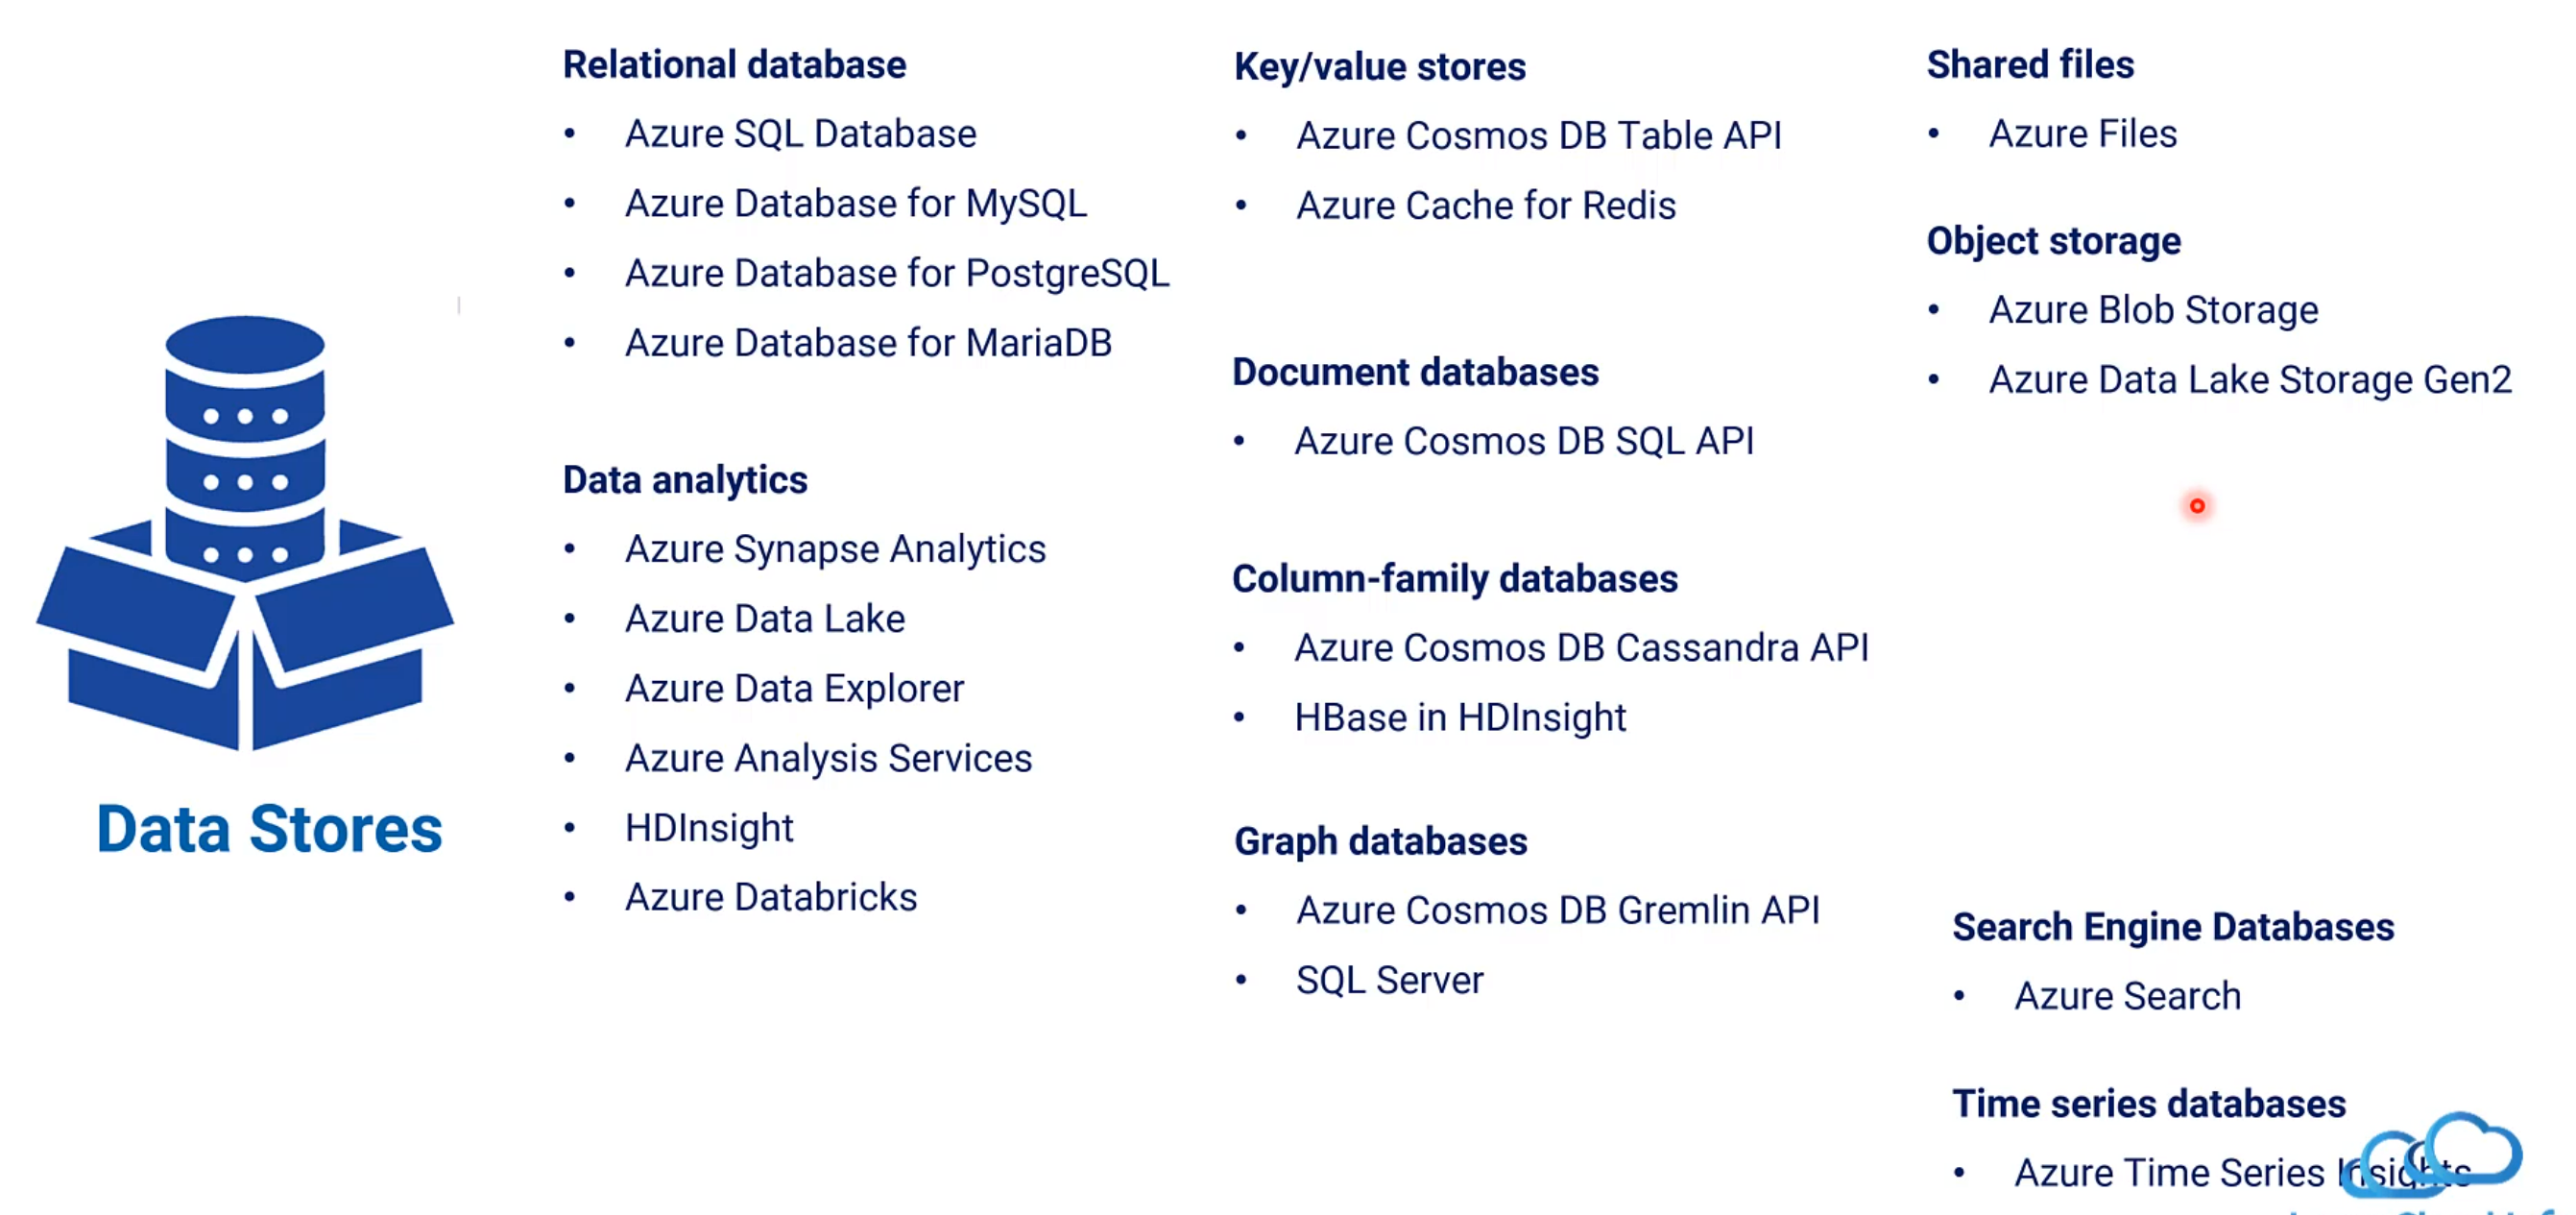 Data Stores
Relational database
• Azure SQL Database
• Azure Database for MySQL
• Azure Database for PostgreSQL
• Azure Database for MariaDB
Data analytics
• Azure Synapse Analytics
• Azure Data Lake
• Azure Data Explorer
• Azure Analysis Services
• HDInsight
• Azure Databricks
Key/value stores
• Azure Cosmos DB Table API
• Azure Cache for Redis
Document databases
• Azure Cosmos DB SQL API
Column-family databases
• Azure Cosmos DB Cassandra API
• HBase in HDInsight
Graph databases
• Azure Cosmos DB Gremlin API
• SQL Server
Shared files
• Azure Files
Object storage
• Azure Blob Storage
• Azure Data Lake Storage Gen2
Search Engine Databases
• Azure Search
Time series databases
• Azure Time Series Insights